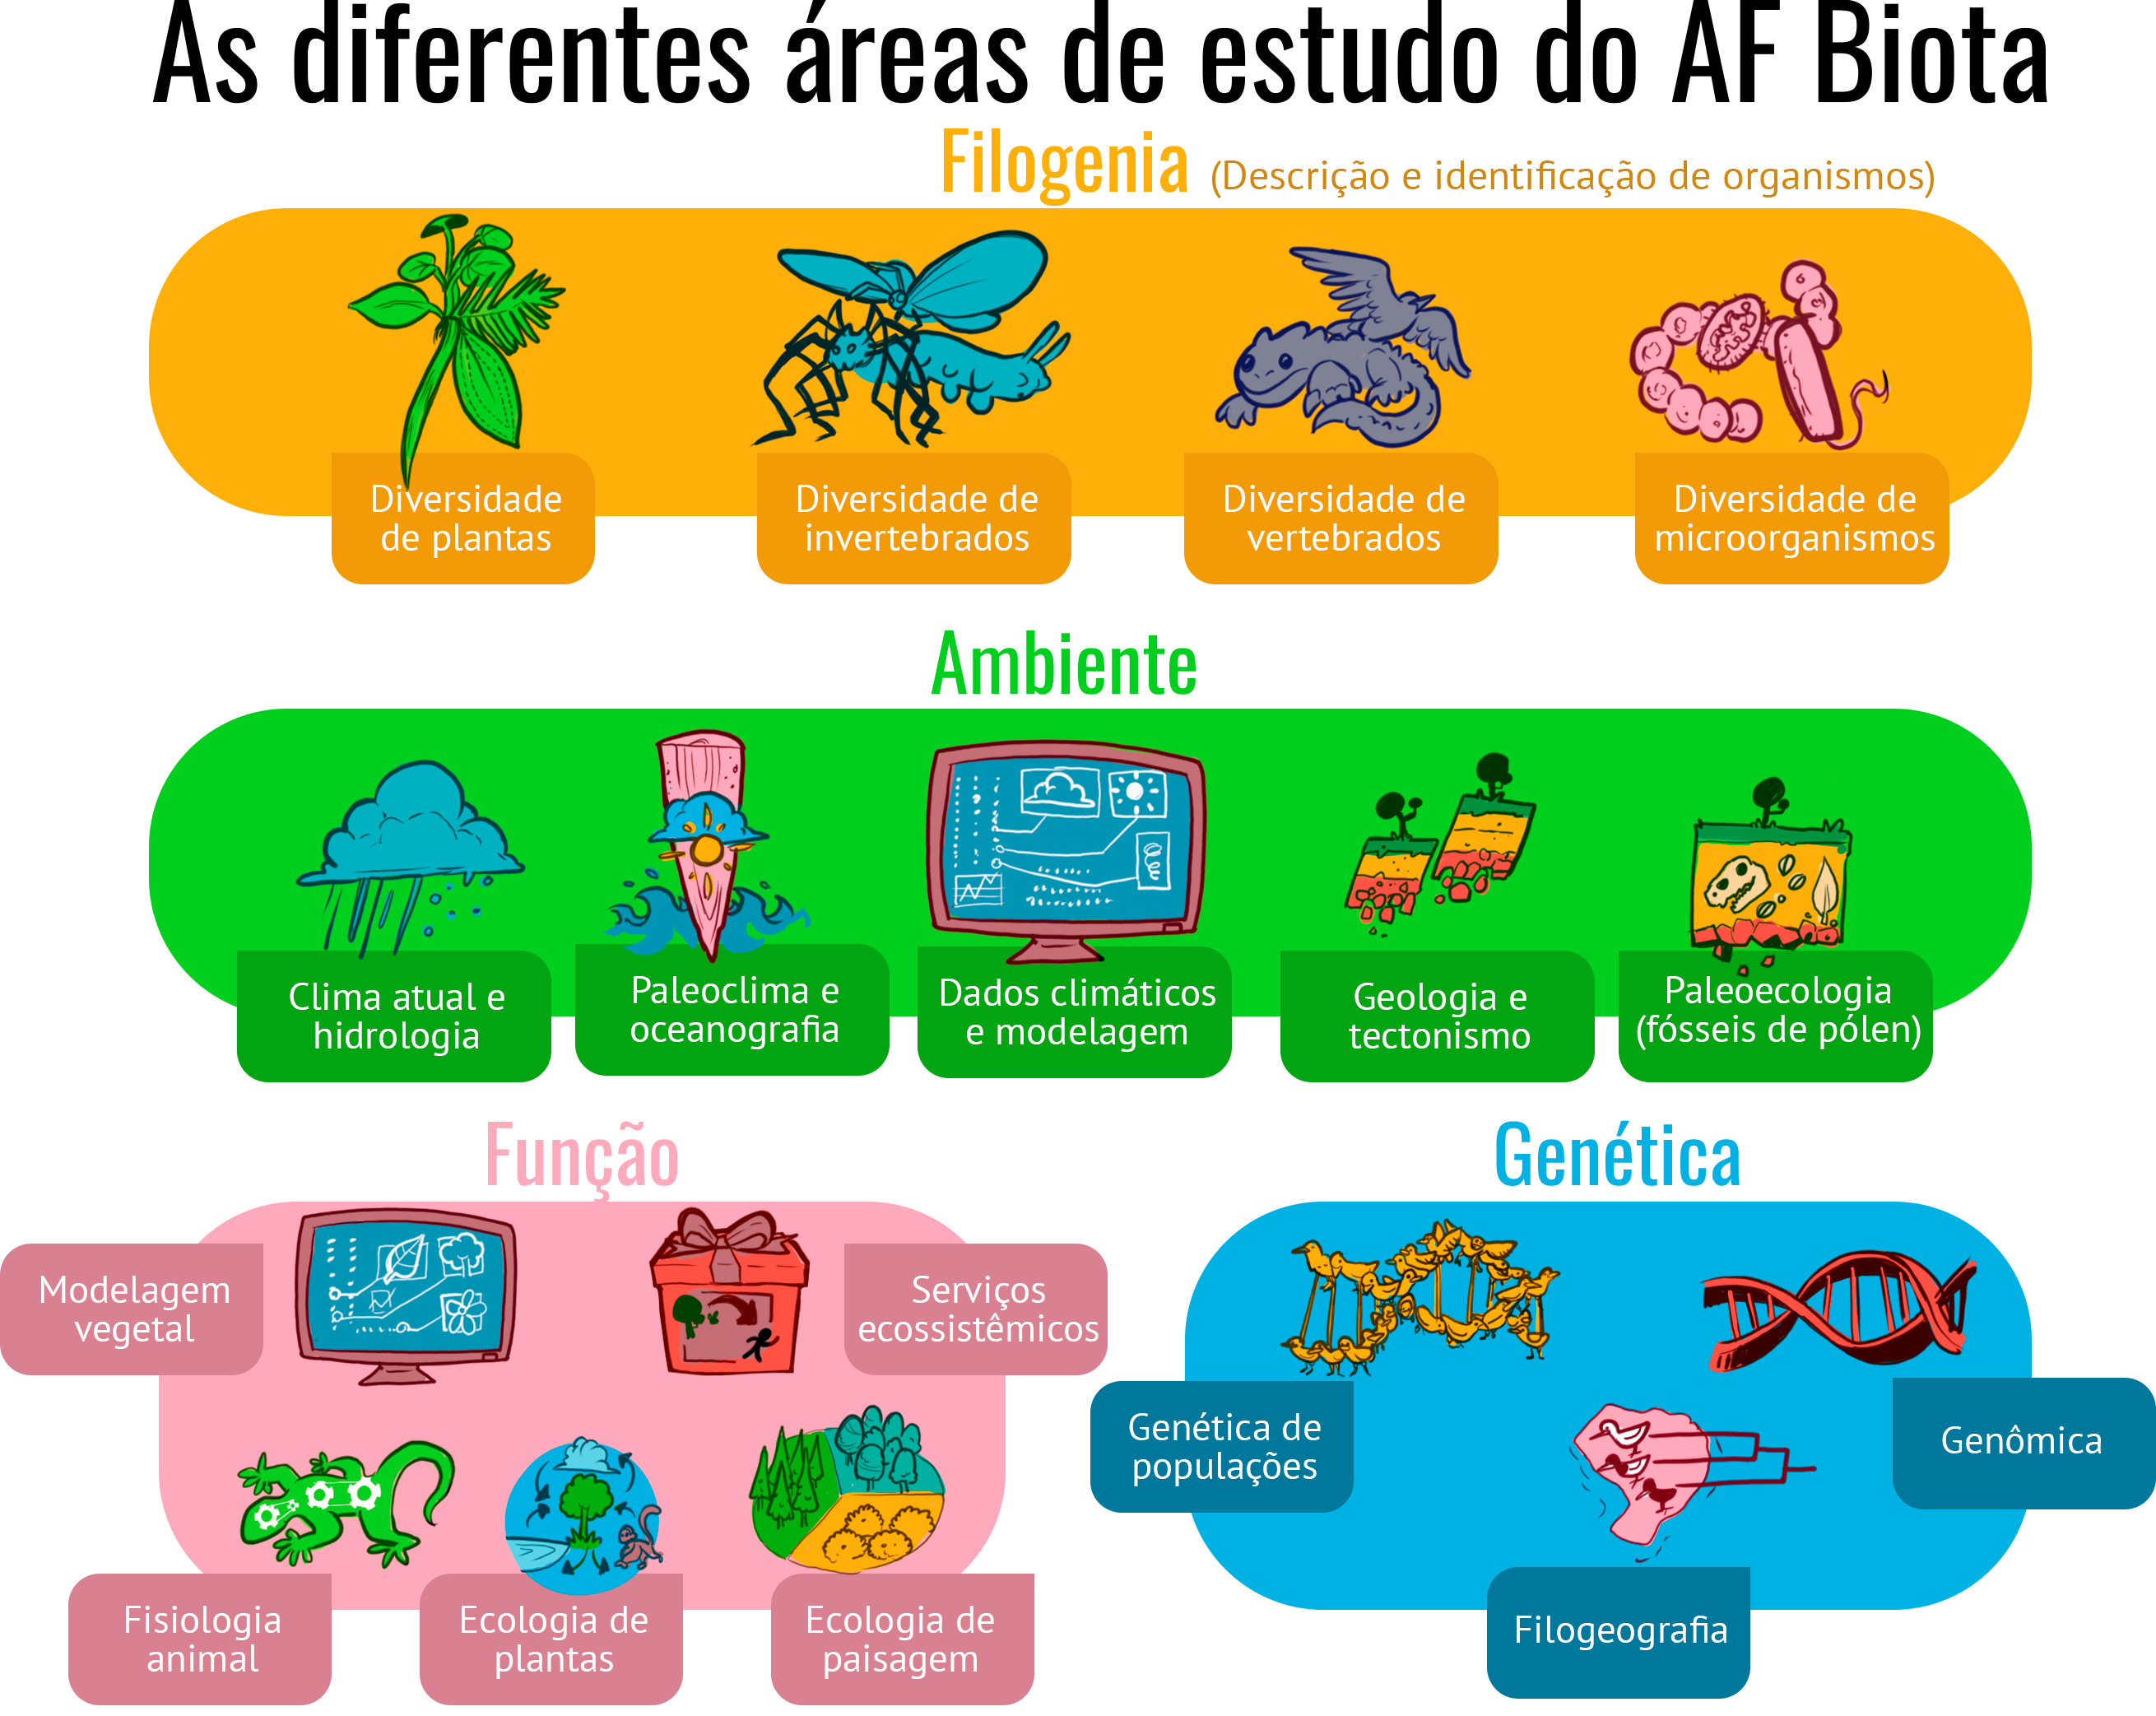 As diferentes áreas de estudo do AF Biota
Filogenia (Descrição e identificação de organismos)
Diversidade
de plantas
Diversidade de
invertebrados
Diversidade de
vertebrados
Diversidade de
microorganismos
Ambiente
Clima atual e
hidrologia
Paleoclima e
oceanografia
Dados climáticos
e modelagem
Geologia e
tectonismo
Paleoecologia
(fósseis de pólen)
Função
Modelagem
vegetal
Serviços
ecossistêmicos
Fisiologia
animal
Ecologia de
plantas
Ecologia de
paisagem
Genética
Genética de
populações
Genômica
Filogeografia